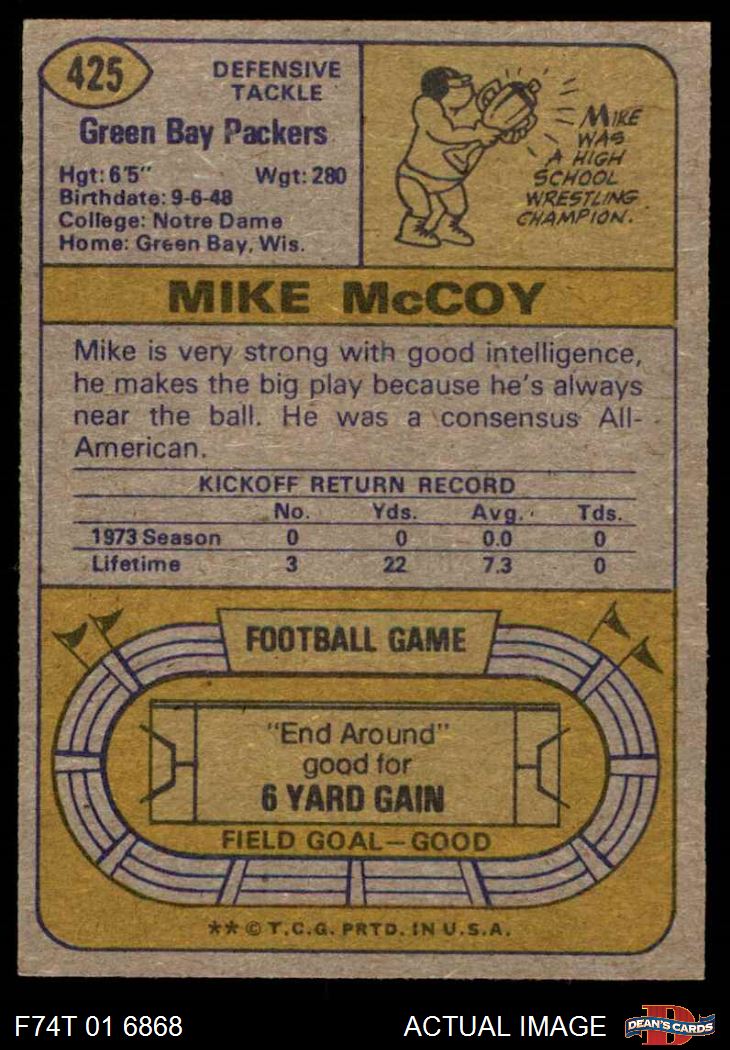 425
DEFENSIVE
TACKLE
Green Bay Packers
Hgt: 6'5" Wgt: 280
Birthdate: 9-6-48
College: Notre Dame
Home: Green Bay, Wis.
MIKE
WAS
A HIGH
SCHOOL
WRESTLING
CHAMPION.
MIKE McCOY
Mike is very strong with good intelligence,
he makes the big play because he's always
near the ball. He was a consensus All-
American.
KICKOFF RETURN RECORD
No. Yds. Avg. Tds.
1973 Season 0 0 0.0 0
Lifetime 3 22 7.3 0
FOOTBALL GAME
"End Around"
good for
6 YARD GAIN
FIELD GOAL—GOOD
** © T.C.G. PRTD. IN U.S.A.
F74T 01 6868 ACTUAL IMAGE
D
DEAN'S CARDS